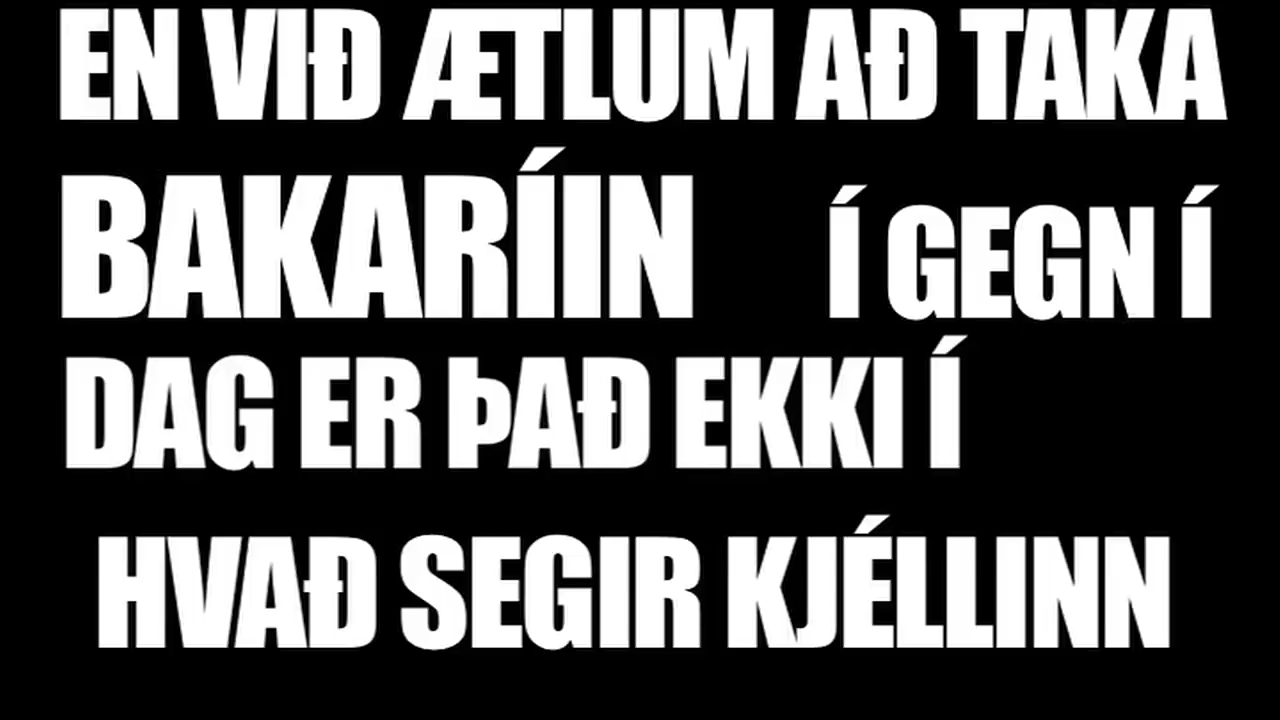 EN VIÐ ÆTLUM AÐ TAKA
BAKARÍIN Í GEGN Í
DAG ER ÞAÐ EKKI Í
HVAÐ SEGIR KJÉLLINN